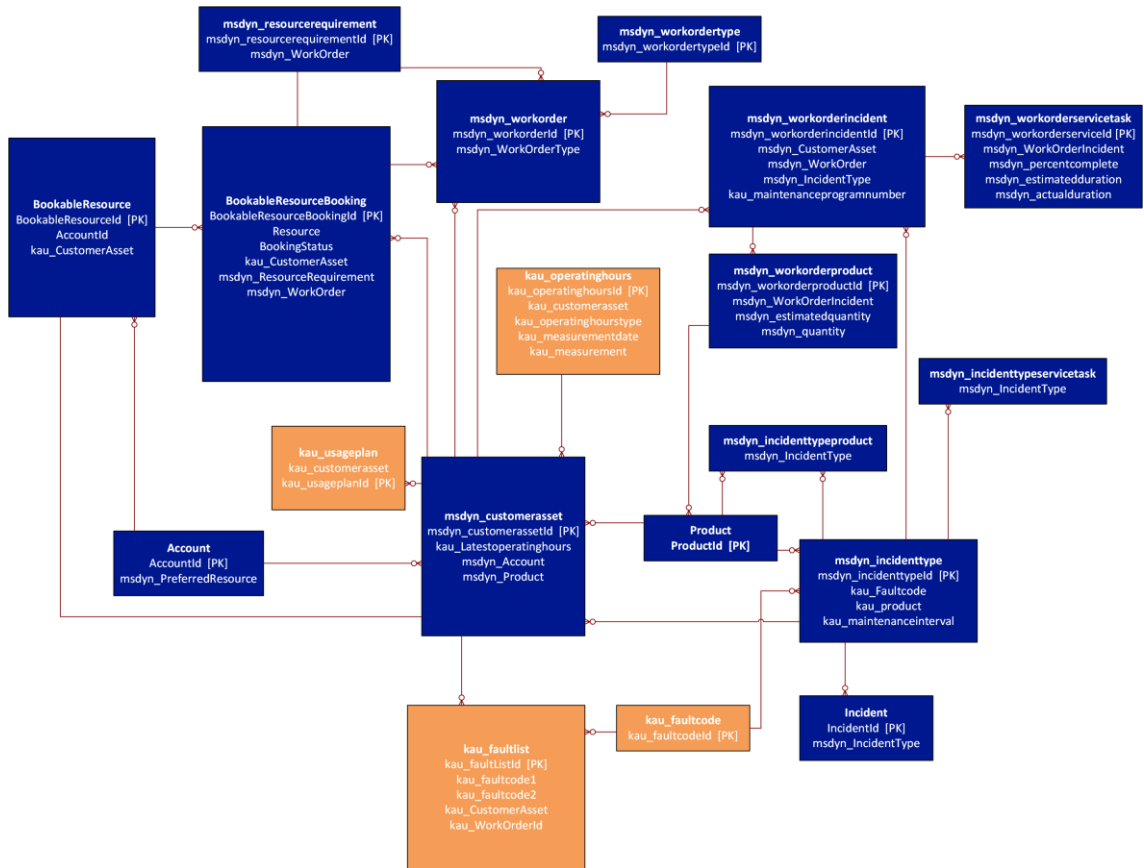 msdyn_resourcerequirement
msdyn_resourcerequirementId [PK]
msdyn_WorkOrder
msdyn_workordertype
msdyn_workordertypeId [PK]
msdyn_workorder
msdyn_workorderId [PK]
msdyn_WorkOrderType
msdyn_workorderincident
msdyn_workorderincidentId [PK]
msdyn_CustomerAsset
msdyn_WorkOrder
msdyn_IncidentType
kau_maintenanceprogramnumber
msdyn_workorderservicetask
msdyn_workorderserviceId [PK]
msdyn_WorkOrderIncident
msdyn_percentcomplete
msdyn_estimatedduration
msdyn_actualduration
BookableResource
BookableResourceId [PK]
AccountId
kau_CustomerAsset
BookableResourceBooking
BookableResourceBookingId [PK]
Resource
BookingStatus
kau_CustomerAsset
msdyn_ResourceRequirement
msdyn_WorkOrder
kau_operatinghours
kau_operatinghoursId [PK]
kau_customerasset
kau_operatinghourstype
kau_measurementdate
kau_measurement
msdyn_workorderproduct
msdyn_workorderproductId [PK]
msdyn_WorkOrderIncident
msdyn_estimatedquantity
msdyn_quantity
msdyn_incidenttypeservicetask
msdyn_IncidentType
kau_usageplan
kau_customerasset
kau_usageplanId [PK]
msdyn_incidenttypeproduct
msdyn_IncidentType
msdyn_customerasset
msdyn_customerassetId [PK]
kau_Latestoperatinghours
msdyn_Account
msdyn_Product
Product
ProductId [PK]
Account
AccountId [PK]
msdyn_PreferredResource
msdyn_incidenttype
msdyn_incidenttypeId [PK]
kau_Faultcode
kau_product
kau_maintenanceinterval
Incident
IncidentId [PK]
msdyn_IncidentType
kau_faultcode
kau_faultcodeId [PK]
kau_faultlist
kau_faultListId [PK]
kau_faultcode1
kau_faultcode2
kau_CustomerAsset
kau_WorkOrderId